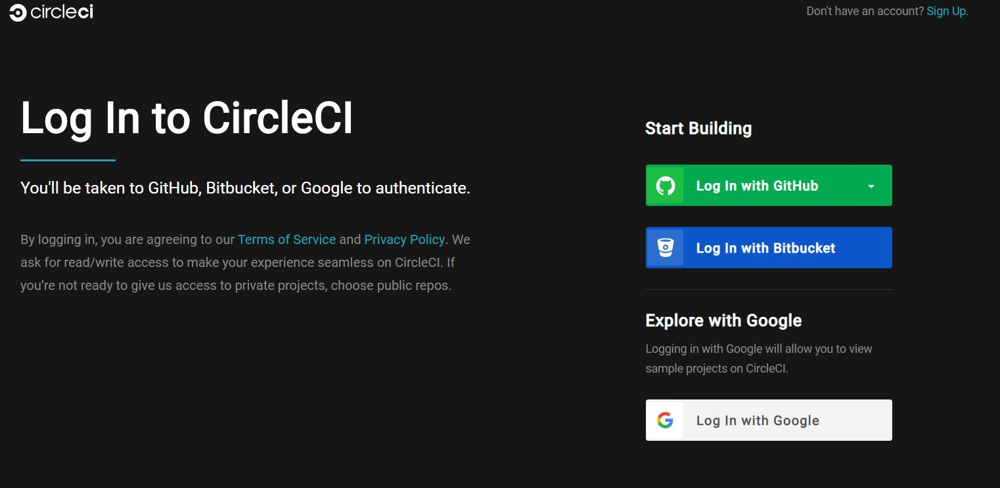 circleci
Don't have an account? Sign Up.
Log In to CircleCI
You'll be taken to GitHub, Bitbucket, or Google to authenticate.
By logging in, you are agreeing to our Terms of Service and Privacy Policy. We
ask for read/write access to make your experience seamless on CircleCI. If
you’re not ready to give us access to private projects, choose public repos.
Start Building
Log In with GitHub
Log In with Bitbucket
Explore with Google
Logging in with Google will allow you to view
sample projects on CircleCI.
Log In with Google